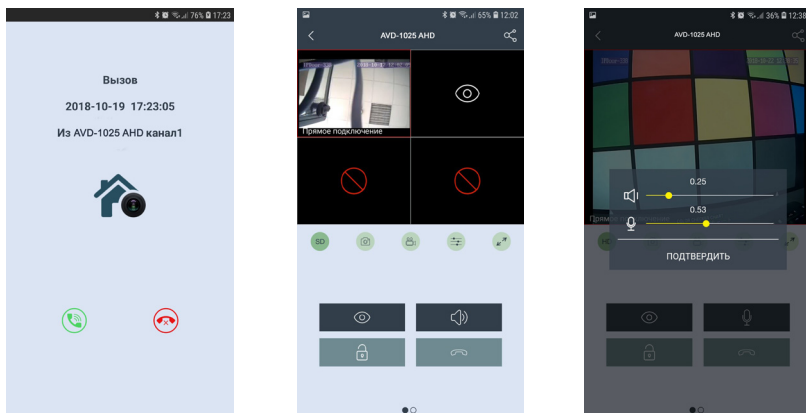 76% 17:23
Вызов
2018-10-19 17:23:05
Из AVD-1025 AHD канал1
65% 12:02
AVD-1025 AHD
Прямое подключение
SD
36% 12:38
AVD-1025 AHD
0.25
0.53
ПОДТВЕРДИТЬ